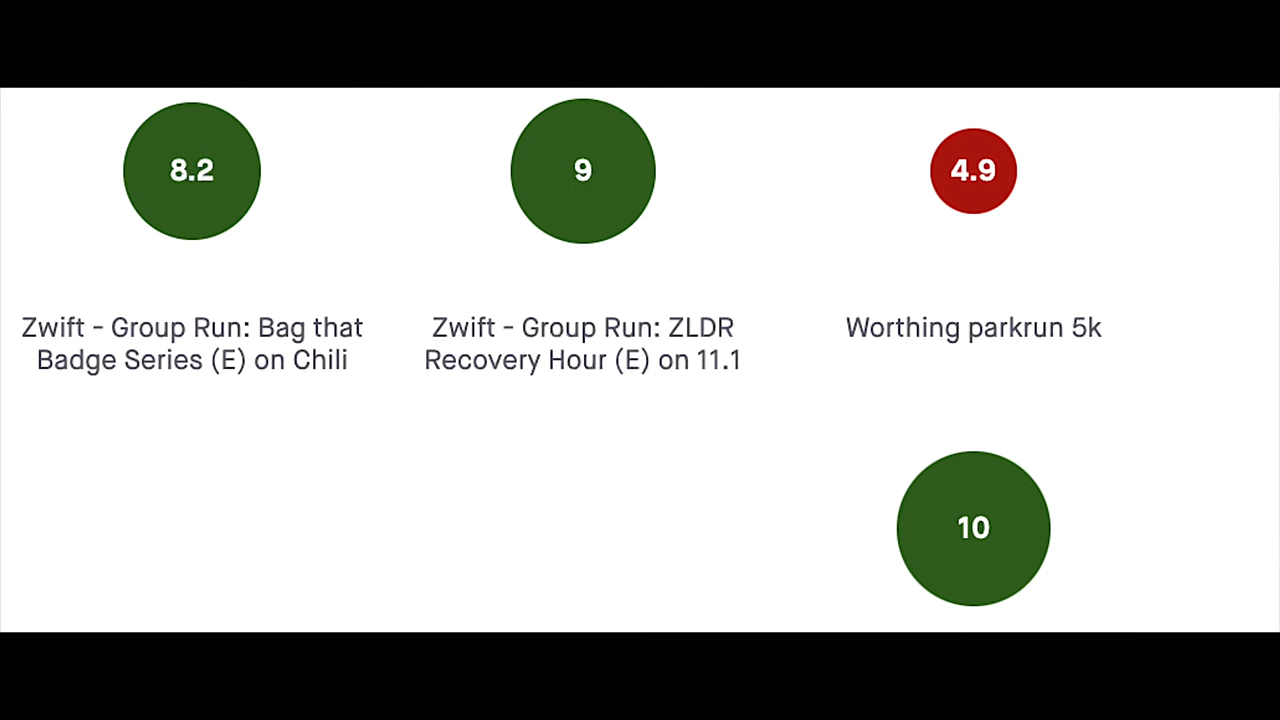 8.2
9
4.9
Zwift - Group Run: Bag that
Badge Series (E) on Chili
Zwift - Group Run: ZLDR
Recovery Hour (E) on 11.1
Worthing parkrun 5k
10